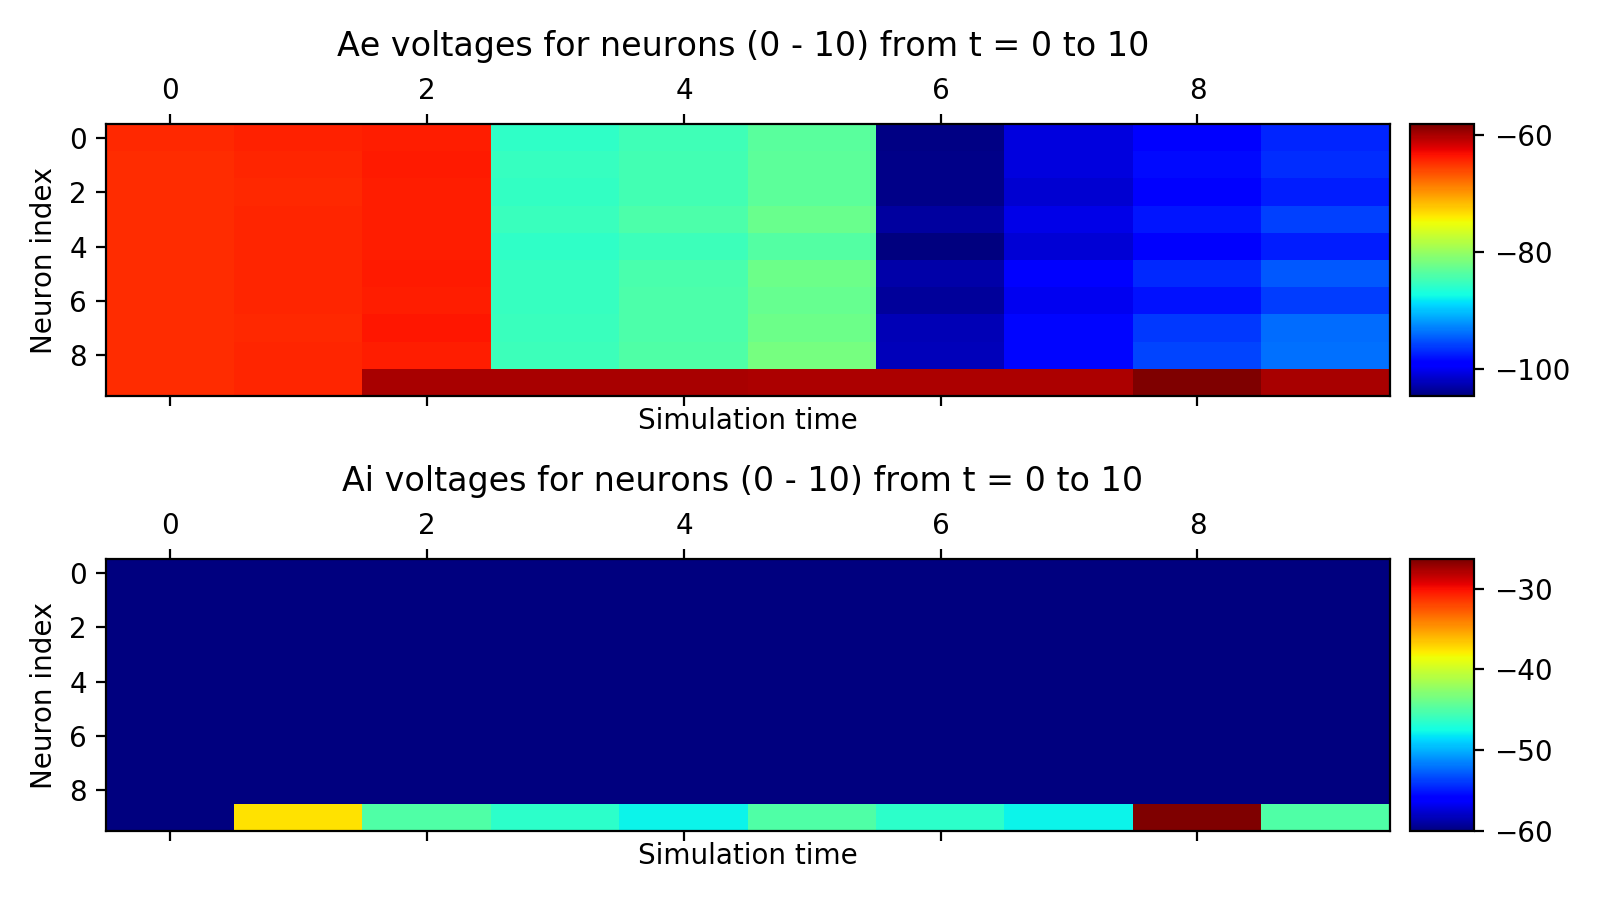 Ae voltages for neurons (0 - 10) from t = 0 to 10
0 2 4 6 8
Neuron index
0
2
4
6
8
−60
−80
−100
Simulation time
Ai voltages for neurons (0 - 10) from t = 0 to 10
0 2 4 6 8
Neuron index
0
2
4
6
8
−30
−40
−50
−60
Simulation time